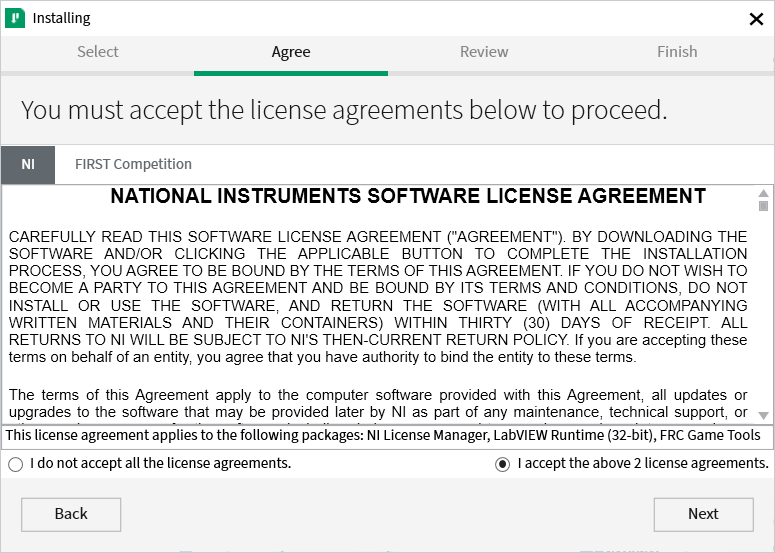 Installing
Select
Agree
Review
Finish
You must accept the license agreements below to proceed.
NI
FIRST Competition
NATIONAL INSTRUMENTS SOFTWARE LICENSE AGREEMENT
CAREFULLY READ THIS SOFTWARE LICENSE AGREEMENT ("AGREEMENT"). BY DOWNLOADING THE
SOFTWARE AND/OR CLICKING THE APPLICABLE BUTTON TO COMPLETE THE INSTALLATION
PROCESS, YOU AGREE TO BE BOUND BY THE TERMS OF THIS AGREEMENT. IF YOU DO NOT WISH TO
BECOME A PARTY TO THIS AGREEMENT AND BE BOUND BY ITS TERMS AND CONDITIONS, DO NOT
INSTALL OR USE THE SOFTWARE, AND RETURN THE SOFTWARE (WITH ALL ACCOMPANYING
WRITTEN MATERIALS AND THEIR CONTAINERS) WITHIN THIRTY (30) DAYS OF RECEIPT. ALL
RETURNS TO NI WILL BE SUBJECT TO NI'S THEN-CURRENT RETURN POLICY. If you are accepting these
terms on behalf of an entity, you agree that you have authority to bind the entity to these terms.
The terms of this Agreement apply to the computer software provided with this Agreement, all updates or
upgrades to the software that may be provided later by NI as part of any maintenance, technical support, or
This license agreement applies to the following packages: NI License Manager, LabVIEW Runtime (32-bit), FRC Game Tools
I do not accept all the license agreements.
I accept the above 2 license agreements.
Back
Next